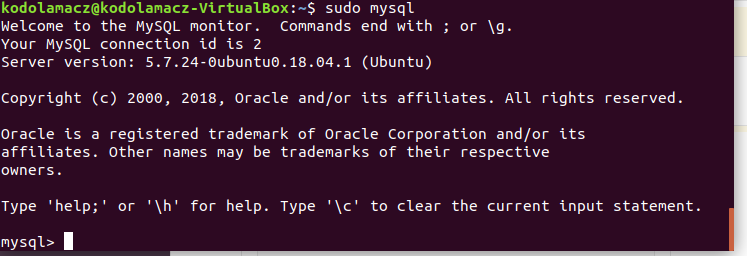 kodolamacz@kodolamacz-VirtualBox:~$ sudo mysql
Welcome to the MySQL monitor.  Commands end with ; or \g.
Your MySQL connection id is 2
Server version: 5.7.24-0ubuntu0.18.04.1 (Ubuntu)
Copyright (c) 2000, 2018, Oracle and/or its affiliates. All rights reserved.
Oracle is a registered trademark of Oracle Corporation and/or its
affiliates. Other names may be trademarks of their respective
owners.
Type 'help;' or '\h' for help. Type '\c' to clear the current input statement.
mysql>